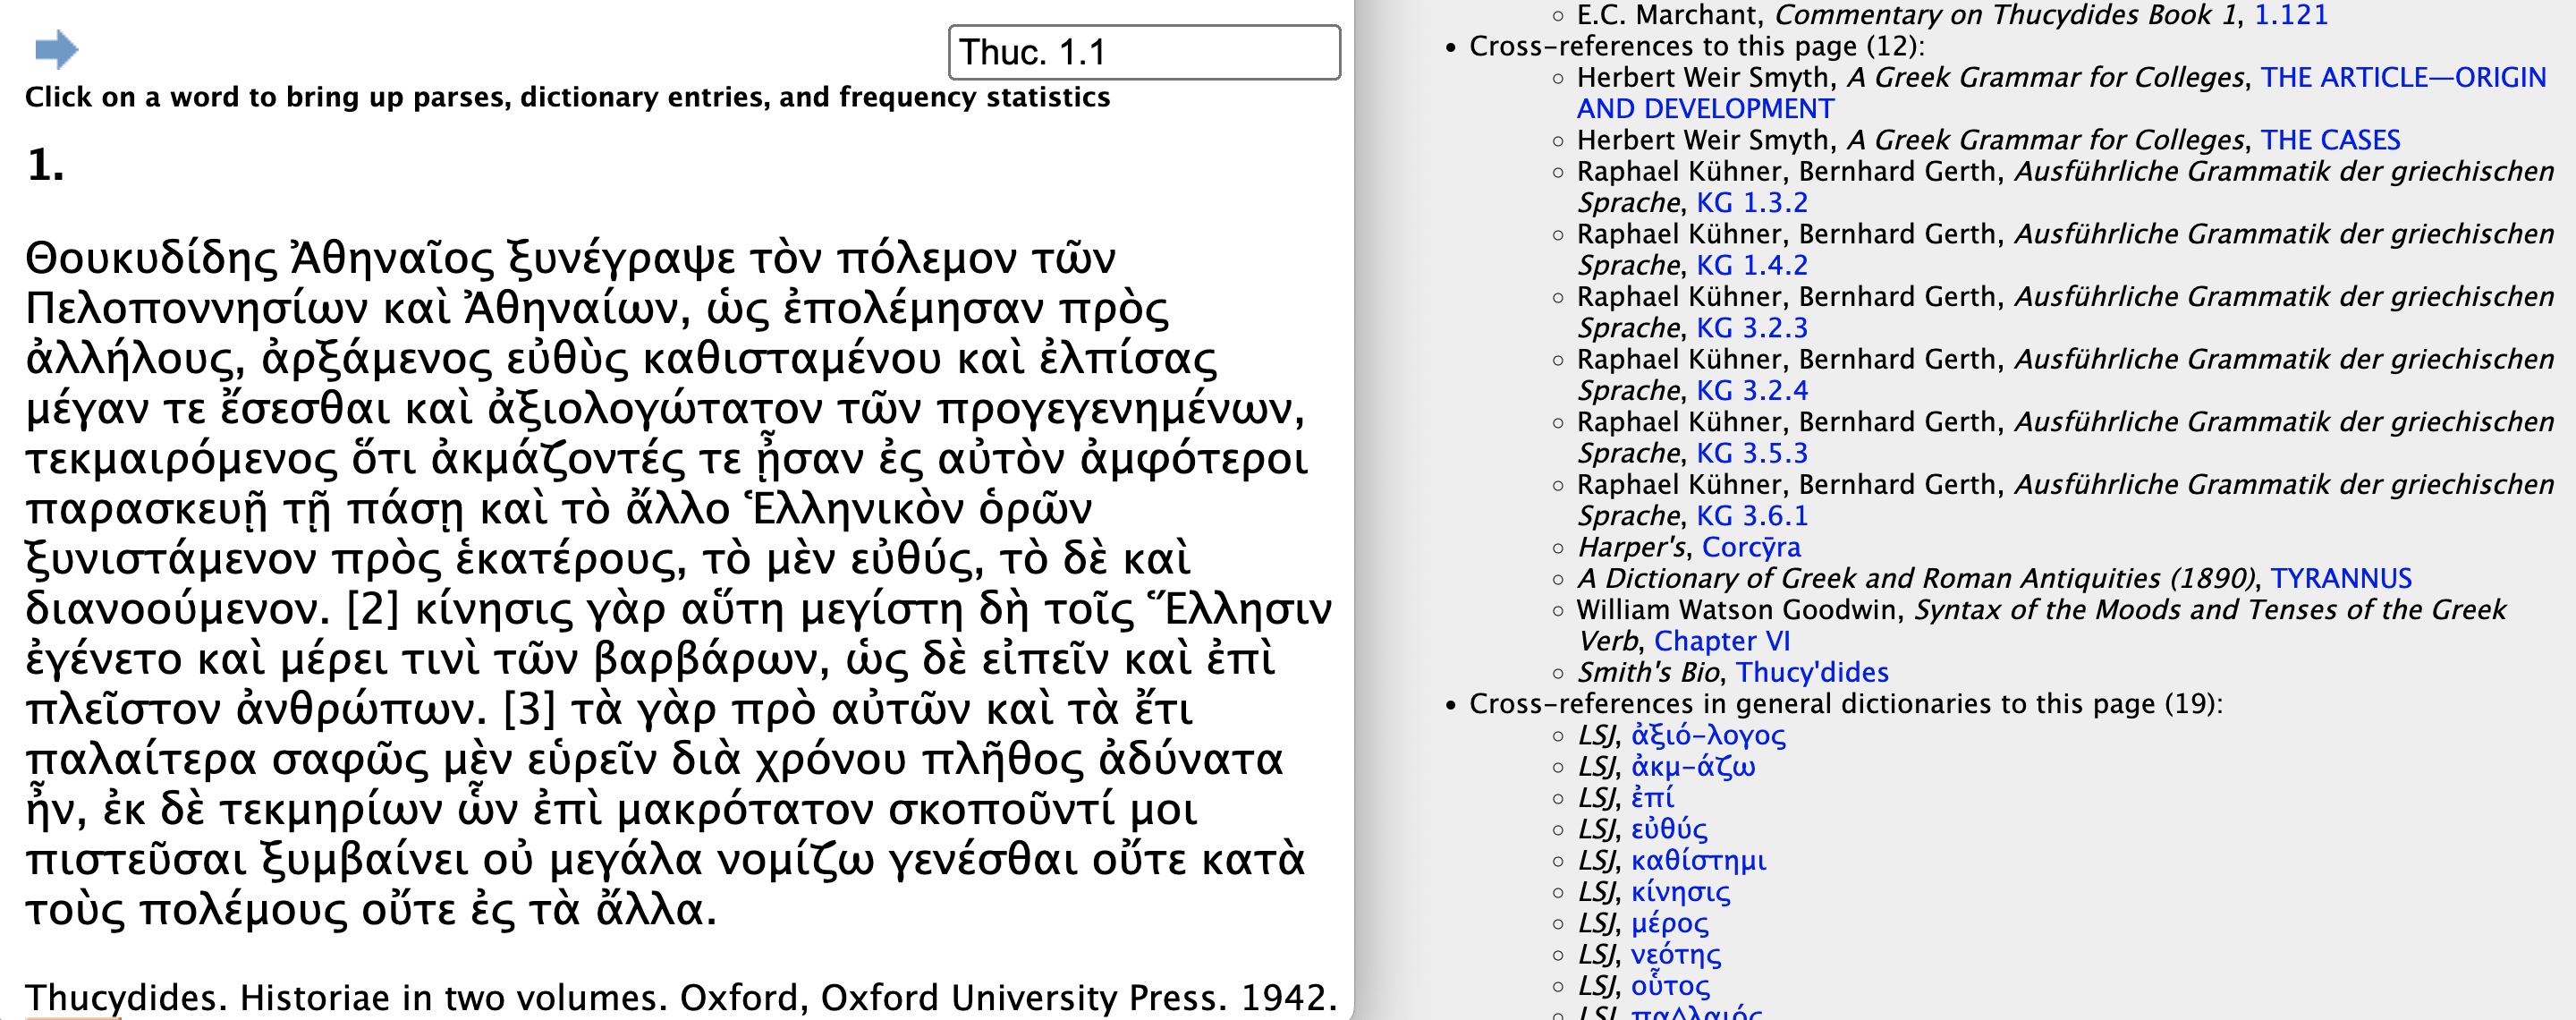 Thuc. 1.1
Click on a word to bring up parses, dictionary entries, and frequency statistics
1.
Θουκυδίδης Ἀθηναῖος ξυνέγραψε τὸν πόλεμον τῶν
Πελοποννησίων καὶ Ἀθηναίων, ὡς ἐπολέμησαν πρὸς
ἀλλήλους, ἀρξάμενος εὐθὺς καθισταμένου καὶ ἐλπίσας
μέγαν τε ἔσεσθαι καὶ ἀξιολογώτατον τῶν προγεγενημένων,
τεκμαιρόμενος ὅτι ἀκμάζοντές τε ᾖσαν ἐς αὐτὸν ἀμφότεροι
παρασκευῇ τῇ πάσῃ καὶ τὸ ἄλλο Ἑλληνικὸν ὁρῶν
ξυνιστάμενον πρὸς ἑκατέρους, τὸ μὲν εὐθύς, τὸ δὲ καὶ
διανοούμενον. [2] κίνησις γὰρ αὕτη μεγίστη δὴ τοῖς Ἕλλησιν
ἐγένετο καὶ μέρει τινὶ τῶν βαρβάρων, ὡς δὲ εἰπεῖν καὶ ἐπὶ
πλεῖστον ἀνθρώπων. [3] τὰ γὰρ πρὸ αὐτῶν καὶ τὰ ἔτι
παλαίτερα σαφῶς μὲν εὑρεῖν διὰ χρόνου πλῆθος ἀδύνατα
ἦν, ἐκ δὲ τεκμηρίων ὧν ἐπὶ μακρότατον σκοποῦντί μοι
πιστεῦσαι ξυμβαίνει οὐ μεγάλα νομίζω γενέσθαι οὔτε κατὰ
τοὺς πολέμους οὔτε ἐς τὰ ἄλλα.
Thucydides. Historiae in two volumes. Oxford, Oxford University Press. 1942.
E.C. Marchant, Commentary on Thucydides Book 1, 1.121
Cross-references to this page (12):
Herbert Weir Smyth, A Greek Grammar for Colleges, THE ARTICLE—ORIGIN
AND DEVELOPMENT
Herbert Weir Smyth, A Greek Grammar for Colleges, THE CASES
Raphael Kühner, Bernhard Gerth, Ausführliche Grammatik der griechischen
Sprache, KG 1.3.2
Raphael Kühner, Bernhard Gerth, Ausführliche Grammatik der griechischen
Sprache, KG 1.4.2
Raphael Kühner, Bernhard Gerth, Ausführliche Grammatik der griechischen
Sprache, KG 3.2.3
Raphael Kühner, Bernhard Gerth, Ausführliche Grammatik der griechischen
Sprache, KG 3.2.4
Raphael Kühner, Bernhard Gerth, Ausführliche Grammatik der griechischen
Sprache, KG 3.5.3
Raphael Kühner, Bernhard Gerth, Ausführliche Grammatik der griechischen
Sprache, KG 3.6.1
Harper's, Corcȳra
A Dictionary of Greek and Roman Antiquities (1890), TYRANNUS
William Watson Goodwin, Syntax of the Moods and Tenses of the Greek
Verb, Chapter VI
Smith's Bio, Thucy'dides
Cross-references in general dictionaries to this page (19):
LSJ, ἀξιό-λογος
LSJ, ἀκμ-άζω
LSJ, ἐπί
LSJ, εὐθύς
LSJ, καθίστημι
LSJ, κίνησις
LSJ, μέρος
LSJ, νεότης
LSJ, οὗτος
LSJ, πα^λαιός